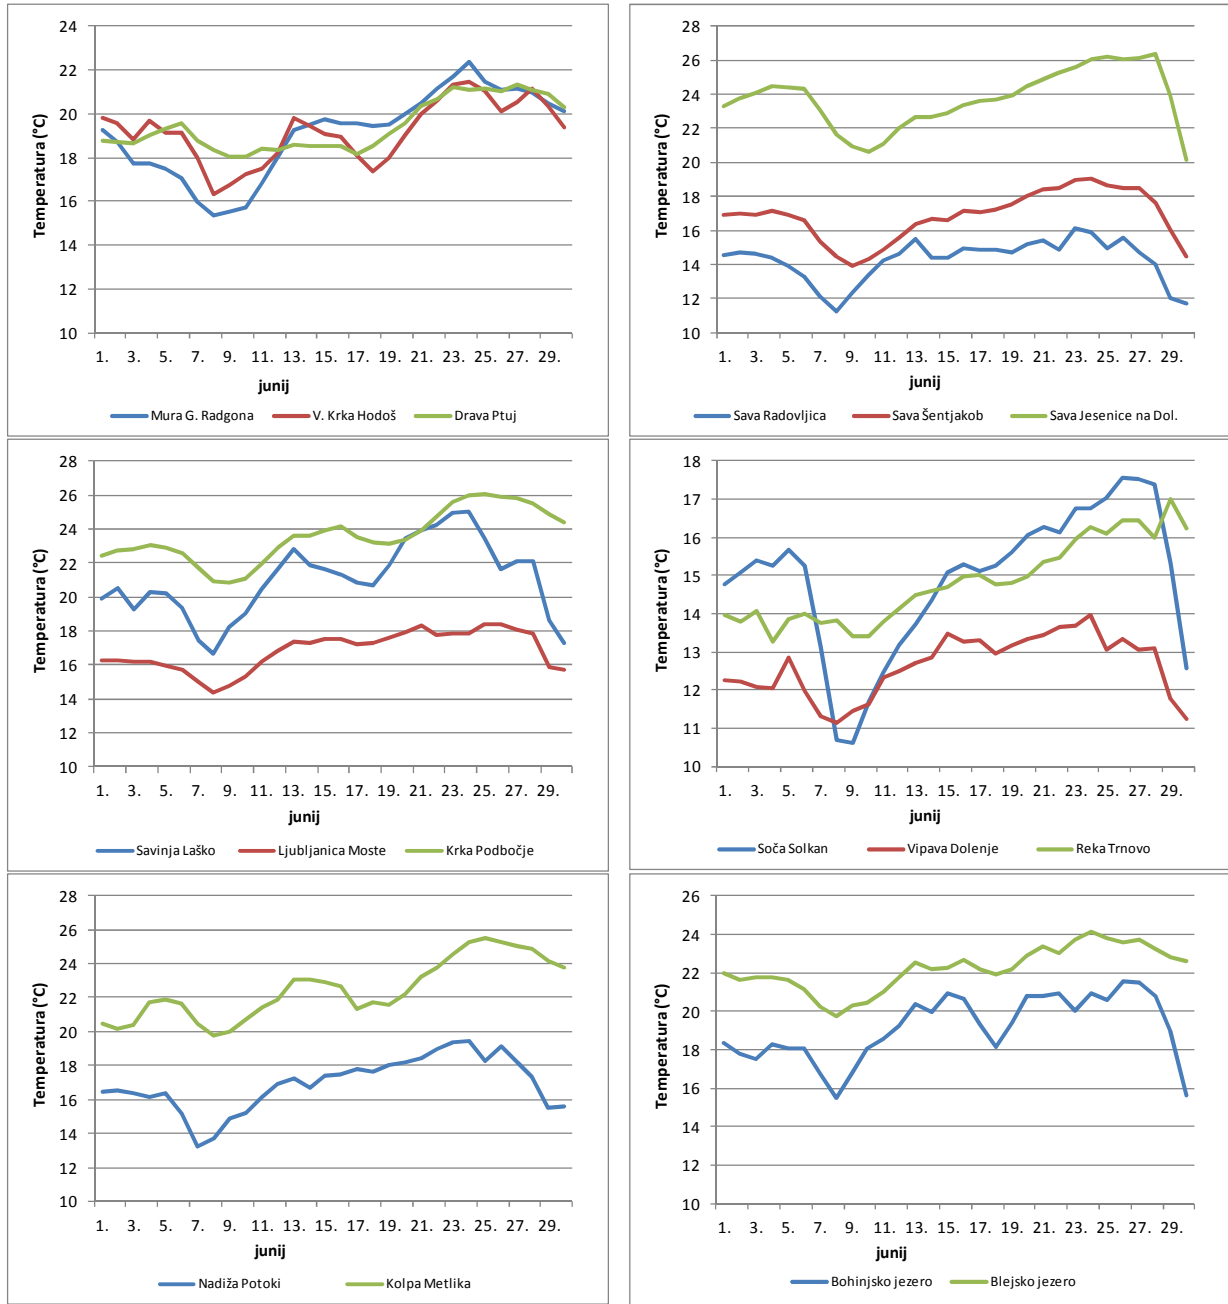 24
22
20
18
16
14
12
10
Temperatura (°C)
1. 3. 5. 7. 9. 11. 13. 15. 17. 19. 21. 23. 25. 27. 29.
junij
Mura G. Radgona V. Krka Hodoš Drava Ptuj
28
26
24
22
20
18
16
14
12
10
Temperatura (°C)
1. 3. 5. 7. 9. 11. 13. 15. 17. 19. 21. 23. 25. 27. 29.
junij
Sava Radovljica Sava Šentjakob Sava Jesenice na Dol.
28
26
24
22
20
18
16
14
12
10
Temperatura (°C)
1. 3. 5. 7. 9. 11. 13. 15. 17. 19. 21. 23. 25. 27. 29.
junij
Savinja Laško Ljubljanica Moste Krka Podbočje
18
17
16
15
14
13
12
11
10
Temperatura (°C)
1. 3. 5. 7. 9. 11. 13. 15. 17. 19. 21. 23. 25. 27. 29.
junij
Soča Solkan Vipava Dolenje Reka Trnovo
28
26
24
22
20
18
16
14
12
10
Temperatura (°C)
1. 3. 5. 7. 9. 11. 13. 15. 17. 19. 21. 23. 25. 27. 29.
junij
Nadiža Potoki Kolpa Metlika
26
24
22
20
18
16
14
12
10
Temperatura (°C)
1. 3. 5. 7. 9. 11. 13. 15. 17. 19. 21. 23. 25. 27. 29.
junij
Bohinjsko jezero Blejsko jezero